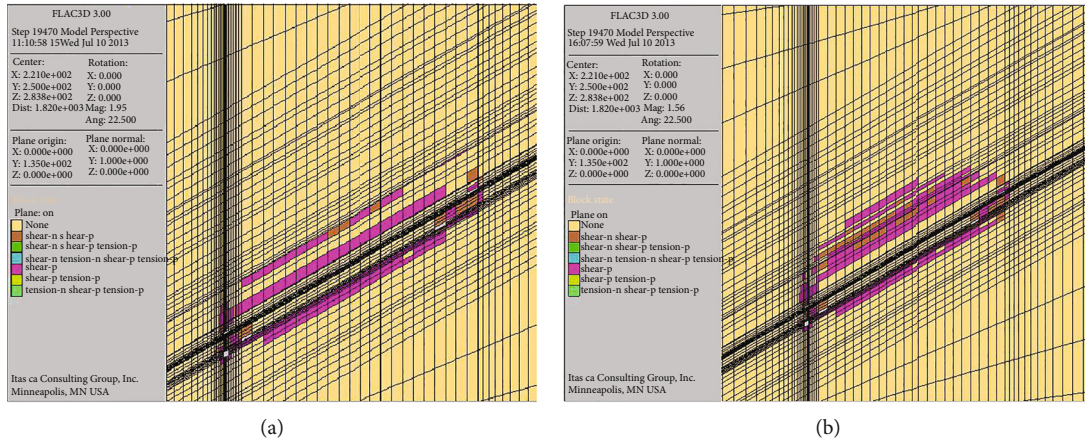 FLAC3D 3.00
Step 19470 Model Perspective
11:10:58 15Wed Jul 10 2013
Center: Rotation:
X: 2.210e+002 X: 0.000
Y: 2.500e+002 Y: 0.000
Z: 2.838e+002 Z: 0.000
Dist: 1.820e+003 Mag: 1.95
Ang: 22.500
Plane origin: Plane normal:
X: 0.000e+000 X: 0.000e+000
Y: 1.350e+002 Y: 1.000e+000
Z: 0.000e+000 Z: 0.000e+000
Plane: on
None
shear-n s hear-p
shear-n s hear-p tension-p
shear-n tension-n shear-p tension-p
shear-p
shear-p tension-p
tension-n shear-p tension-p
Itas ca Consulting Group, Inc.
Minneapolis, MN USA
(a)
FLAC3D 3.00
Step 19470 Model Perspective
16:07:59 Wed Jul 10 2013
Center: Rotation:
X: 2.210e+002 X: 0.000
Y: 2.500e+002 Y: 0.000
Z: 2.838e+002 Z: 0.000
Dist: 1.820e+003 Mag: 1.56
Ang: 22.500
Plane origin: Plane normal:
X: 0.000e+000 X: 0.000e+000
Y: 1.350e+002 Y: 1.000e+000
Z: 0.000e+000 Z: 0.000e+000
Block state
Plane on
None
shear-n shear-p
shear-n shear-p tension-p
shear-n tension-n shear-p tension-p
shear-p
shear-p tension-p
tension-n shear-p tension-p
Itas ca Consulting Group, Inc.
Minneapolis, MN USA
(b)